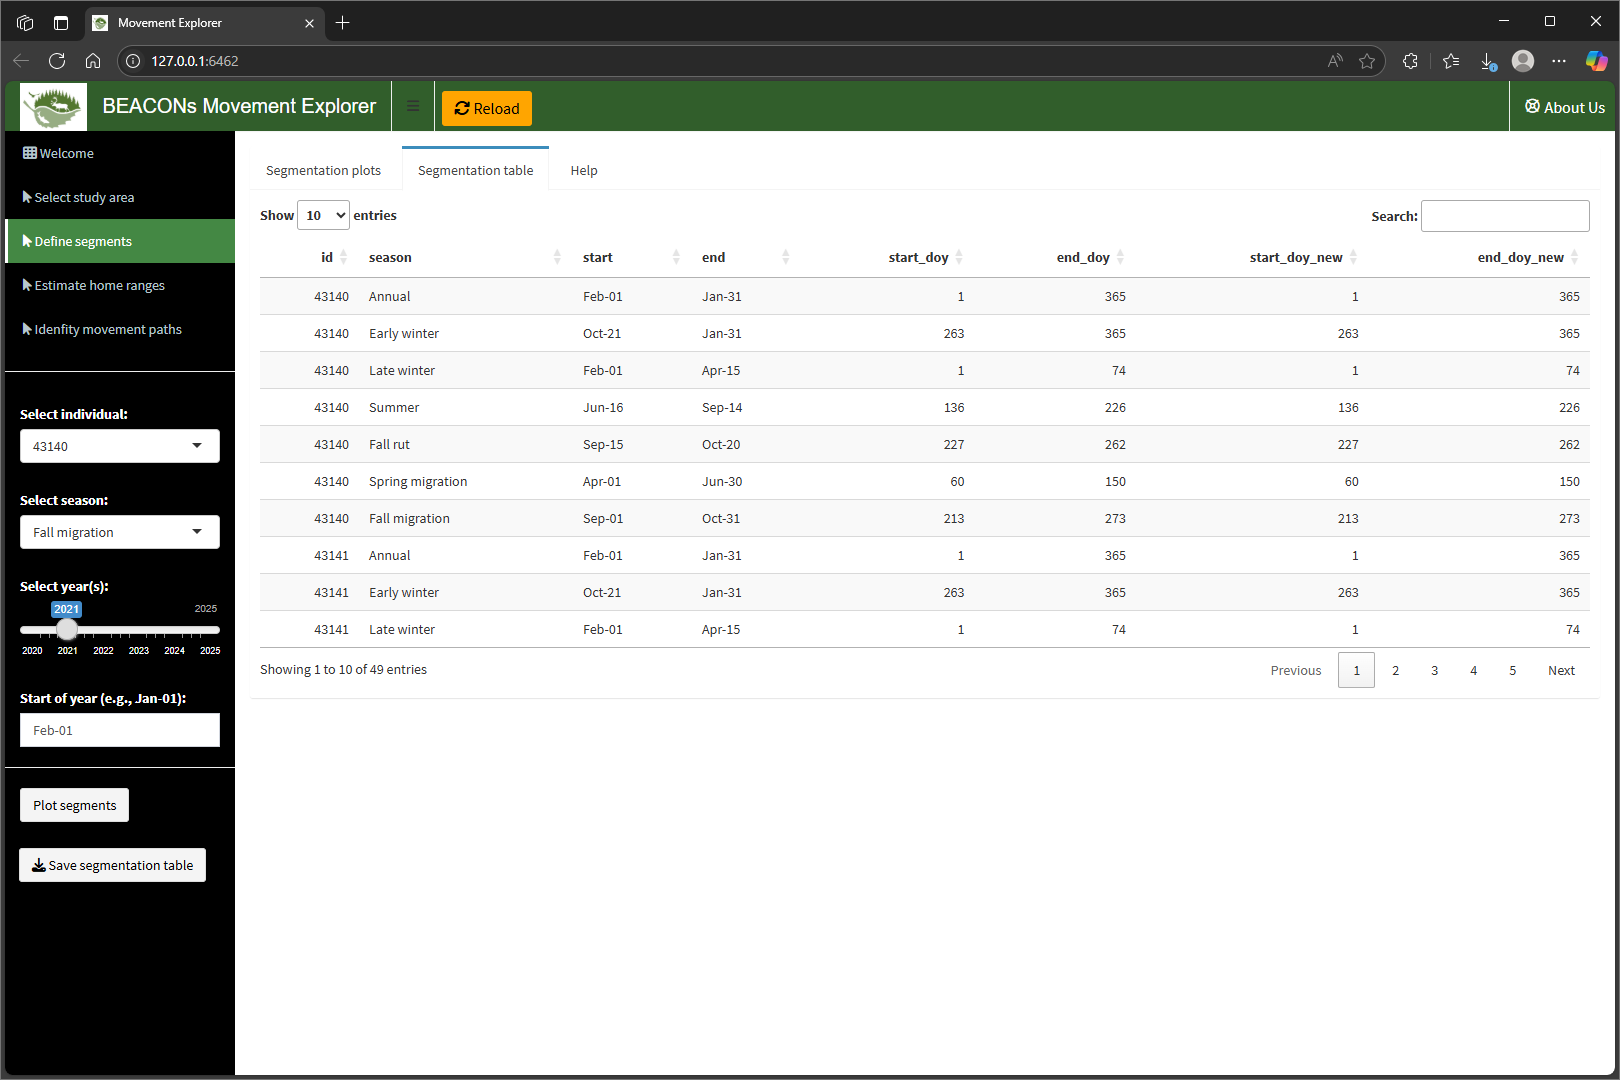 Movement Explorer
127.0.0.1:6462
BEACONs Movement Explorer
Reload
About Us
Welcome
Select study area
Define segments
Estimate home ranges
Idenfity movement paths
Select individual:
43140
Select season:
Fall migration
Select year(s):
2021 2025
2020 2021 2022 2023 2024 2025
Start of year (e.g., Jan-01):
Feb-01
Plot segments
Save segmentation table
Segmentation plots Segmentation table Help
Show 10 entries Search:
id season start end start_doy end_doy start_doy_new end_doy_new
43140 Annual Feb-01 Jan-31 1 365 1 365
43140 Early winter Oct-21 Jan-31 263 365 263 365
43140 Late winter Feb-01 Apr-15 1 74 1 74
43140 Summer Jun-16 Sep-14 136 226 136 226
43140 Fall rut Sep-15 Oct-20 227 262 227 262
43140 Spring migration Apr-01 Jun-30 60 150 60 150
43140 Fall migration Sep-01 Oct-31 213 273 213 273
43141 Annual Feb-01 Jan-31 1 365 1 365
43141 Early winter Oct-21 Jan-31 263 365 263 365
43141 Late winter Feb-01 Apr-15 1 74 1 74
Showing 1 to 10 of 49 entries Previous 1 2 3 4 5 Next